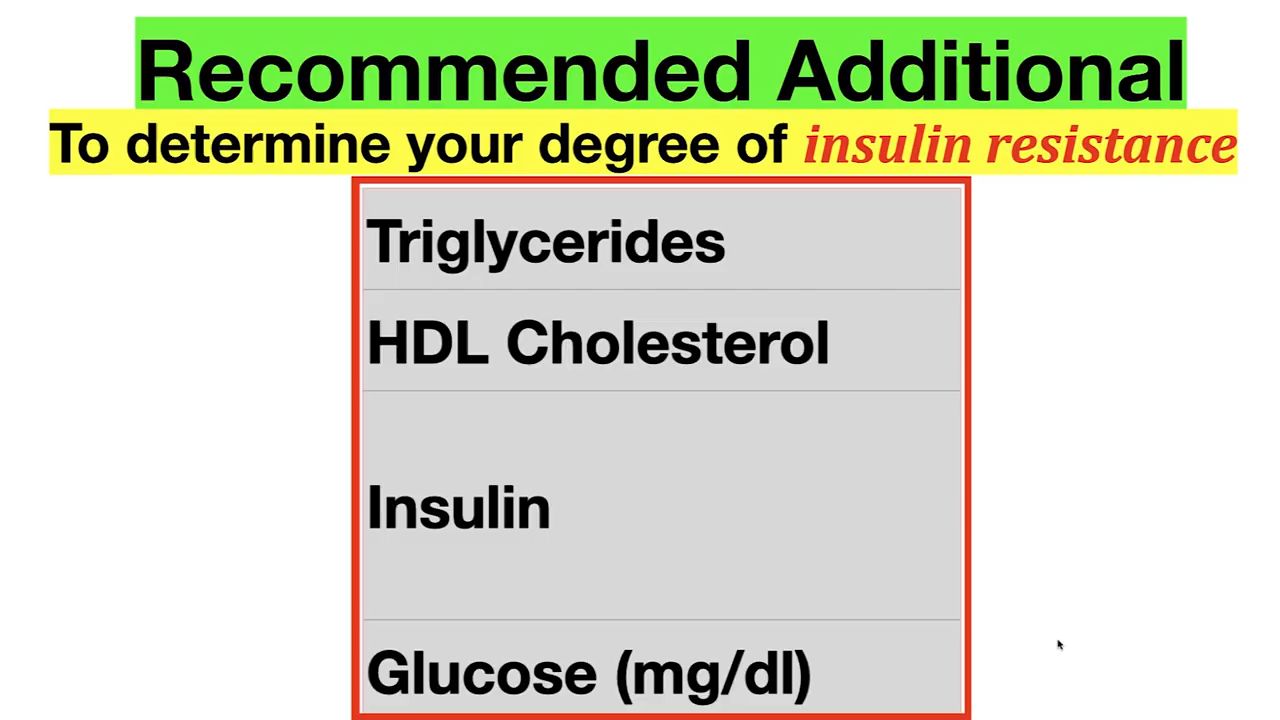 Recommended Additional
To determine your degree of insulin resistance
Triglycerides
HDL Cholesterol
Insulin
Glucose (mg/dl)